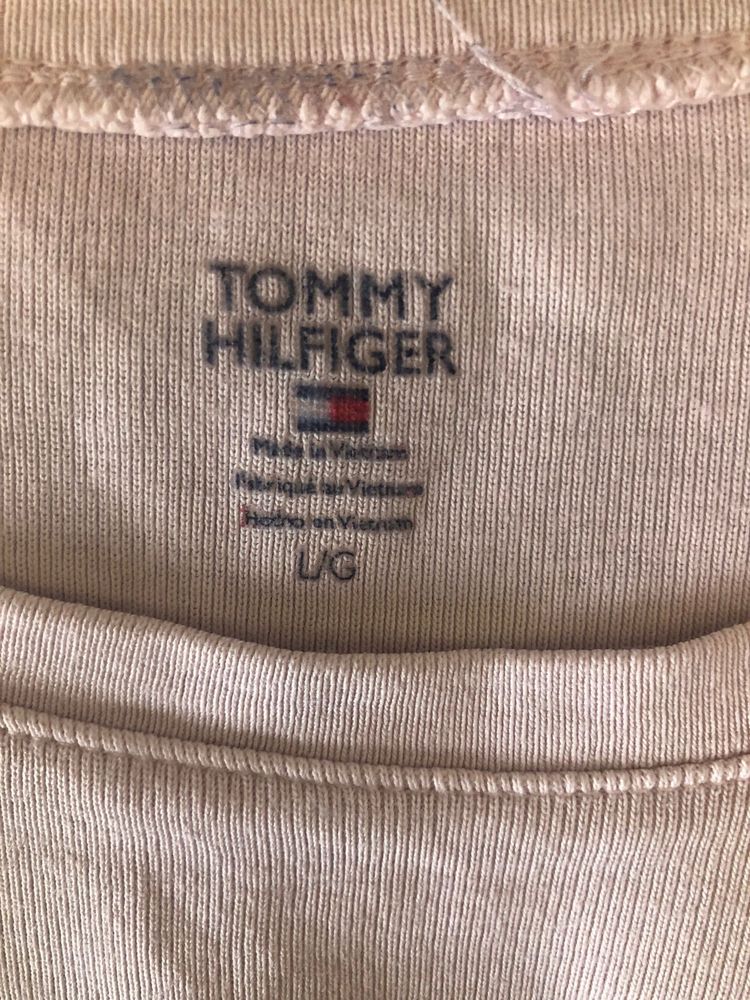 TOMMY
HILFIGER
Made in Vietnam
Fabriqué au Vietnam
Hecho en Vietnam
L/G